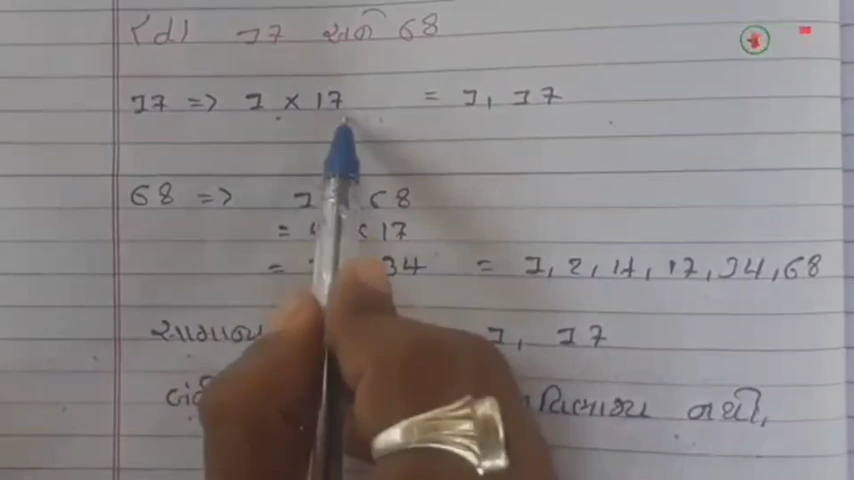 (d) 17 અને 68
17 => 1 × 17 = 1, 17
68 => 1 68
= 17
= 34 = 1, 2, 4, 17, 34, 68
સામાન્ય 1, 17
વિભાજ્ય નથી,